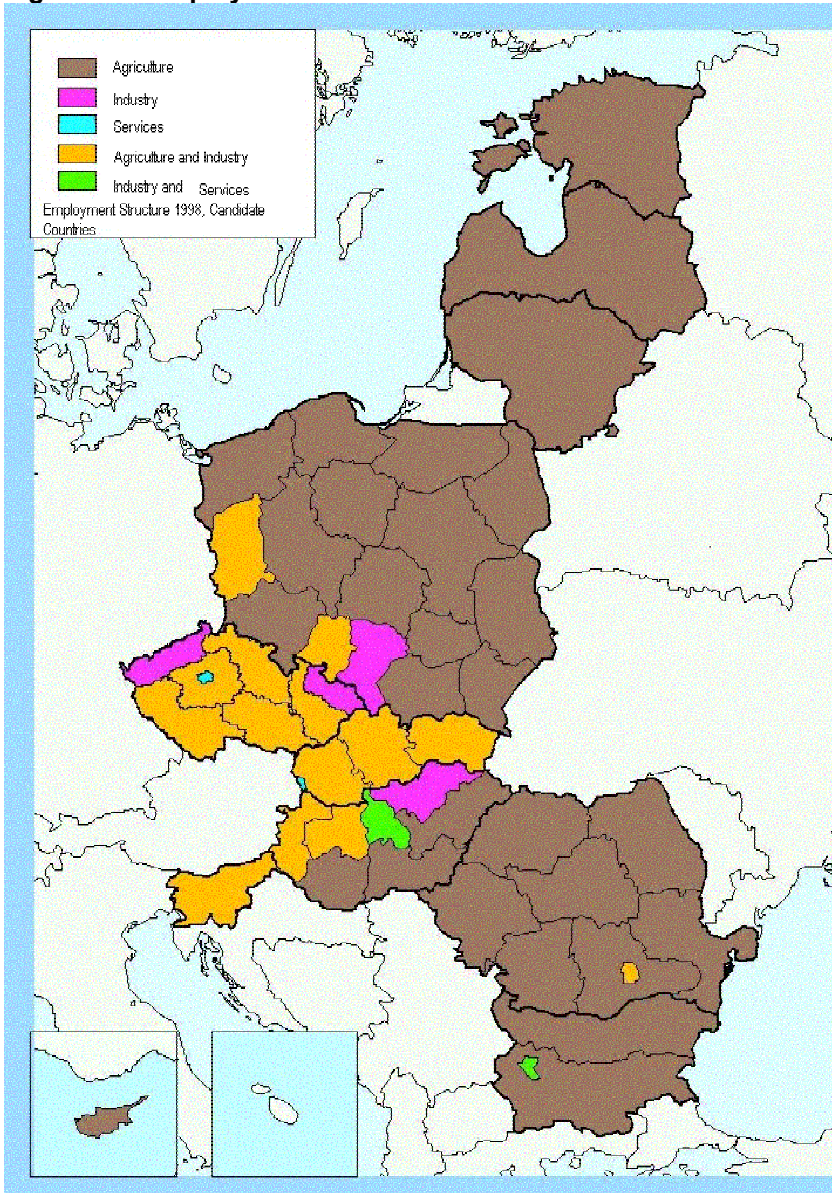 Agriculture
Industry
Services
Agriculture and Industry
Industry and Services
Employment Structure 1998, Candidate
Countries